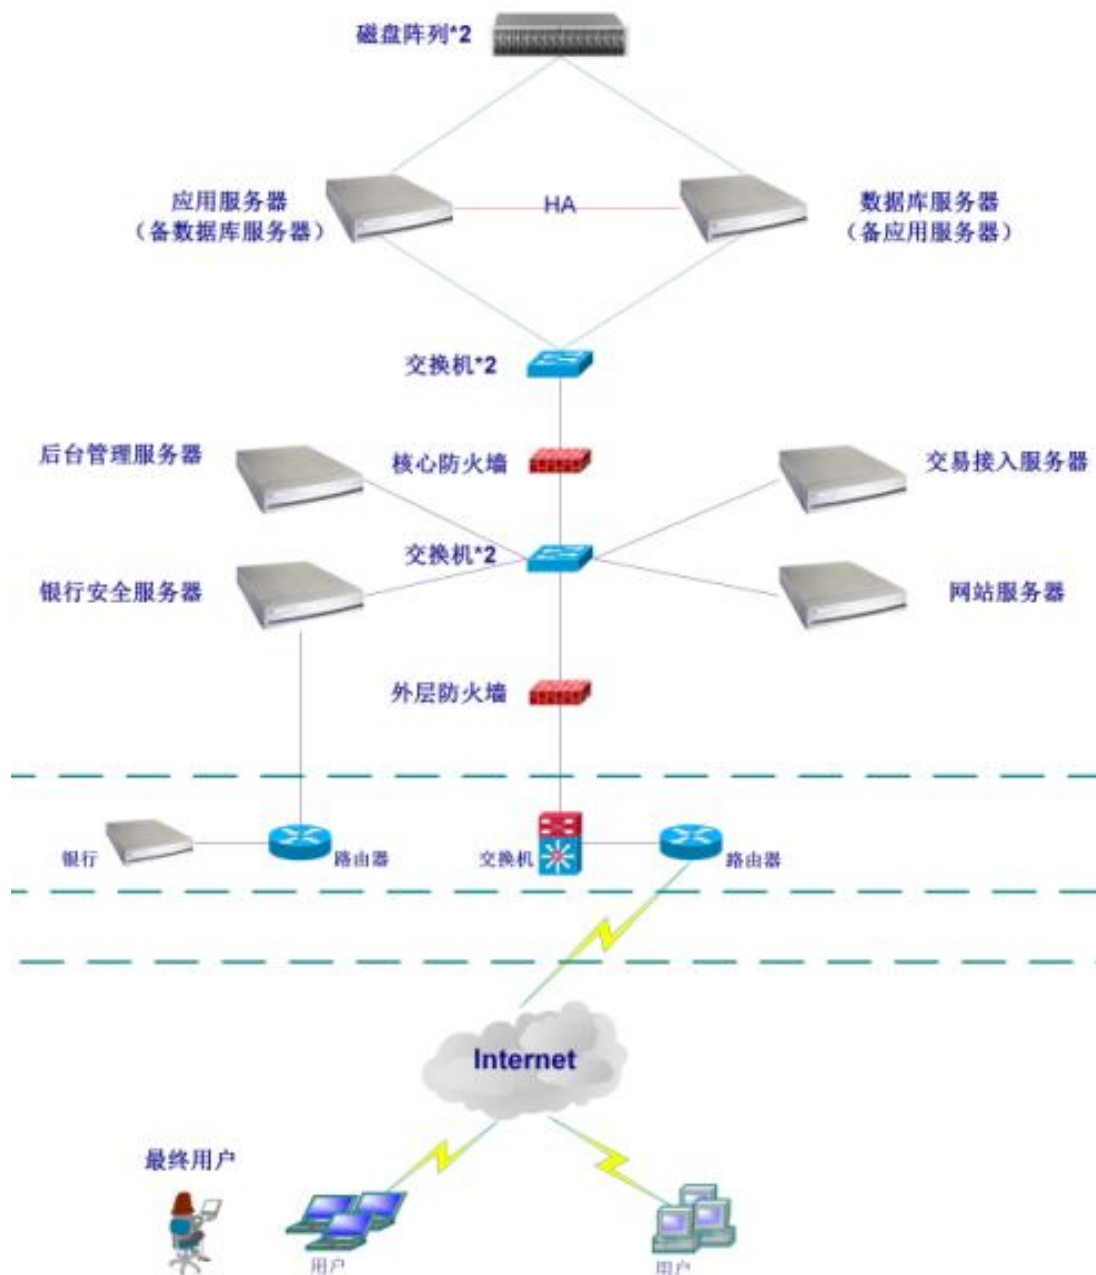 磁盘阵列*2
应用服务器
（备数据库服务器）
HA
数据库服务器
（备应用服务器）
交换机*2
后台管理服务器
核心防火墙
交易接入服务器
交换机*2
银行安全服务器
网站服务器
外层防火墙
银行
路由器
交换机
路由器
Internet
最终用户
用户
用户